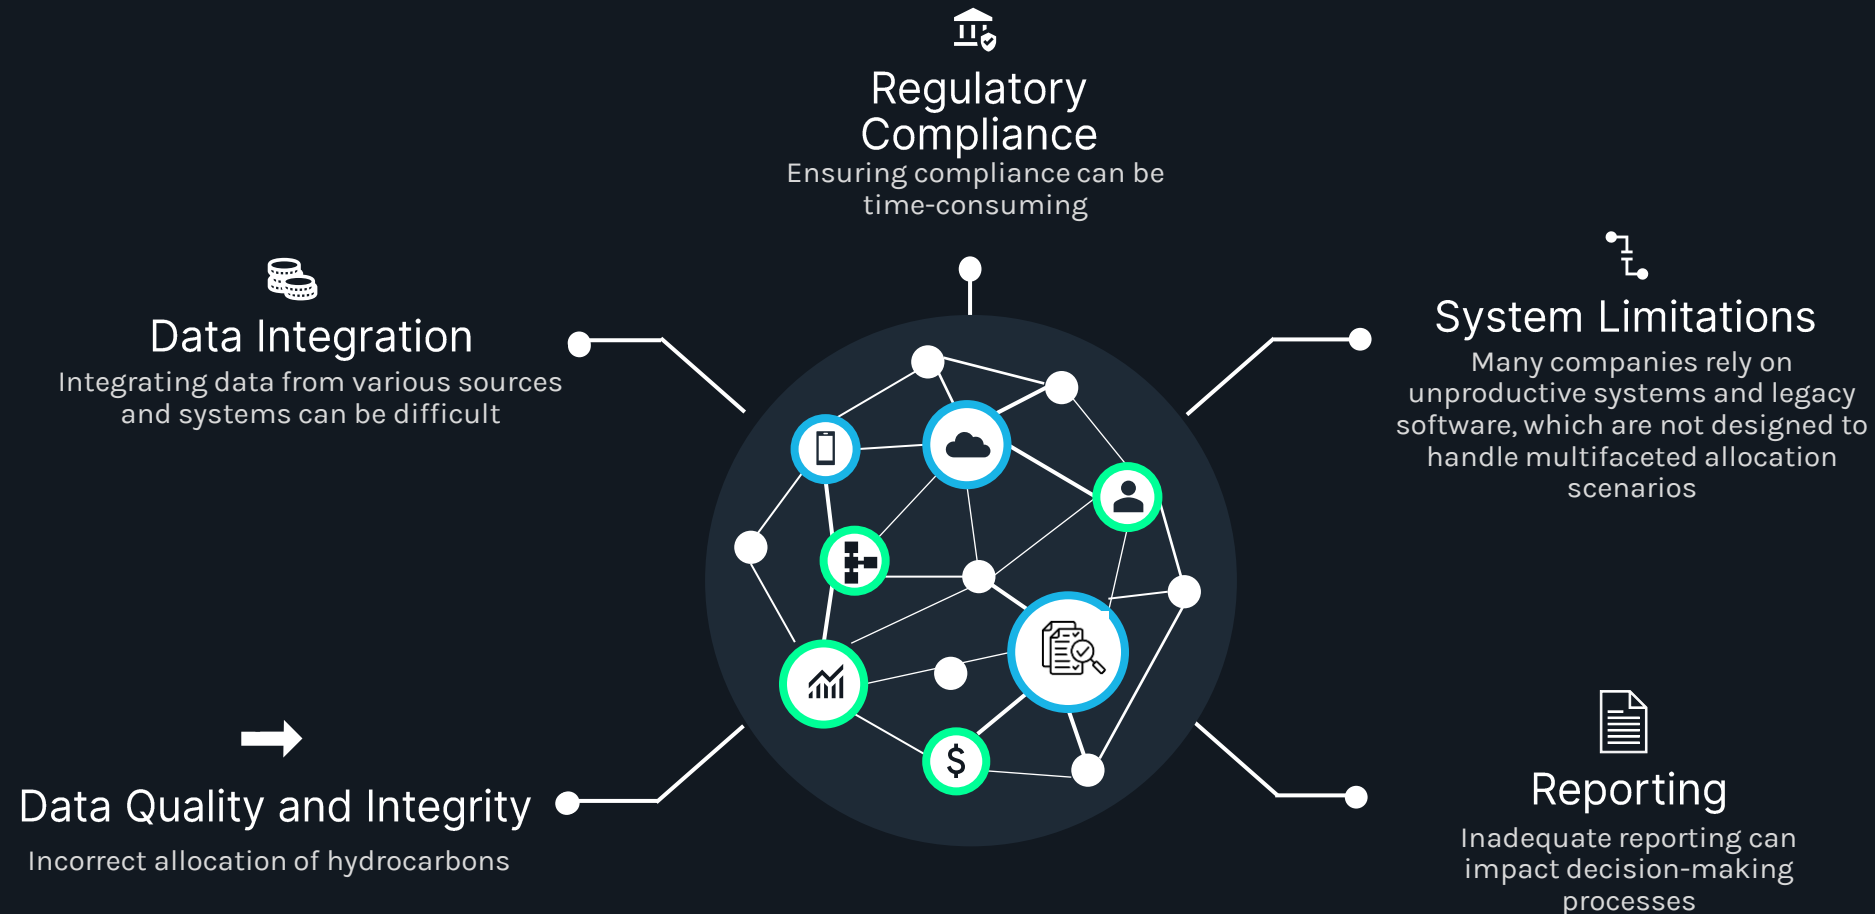 Regulatory
Compliance
Ensuring compliance can be
time-consuming
Data Integration
Integrating data from various sources
and systems can be difficult
System Limitations
Many companies rely on
unproductive systems and legacy
software, which are not designed to
handle multifaceted allocation
scenarios
$
Data Quality and Integrity
Incorrect allocation of hydrocarbons
Reporting
Inadequate reporting can
impact decision-making
processes